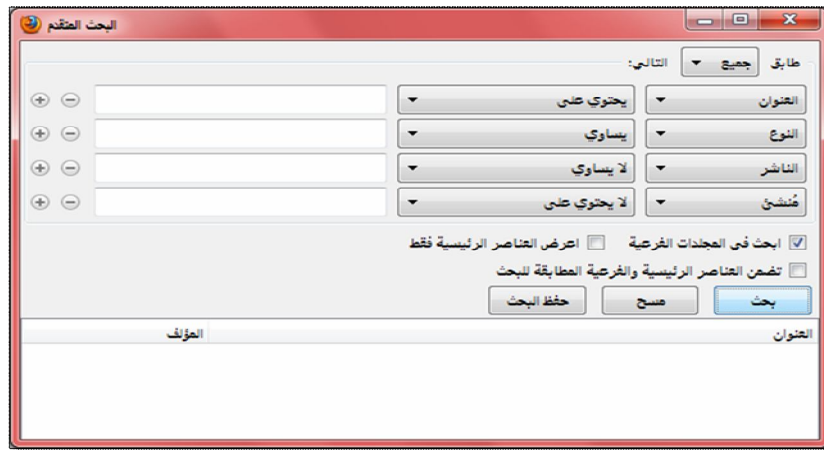 البحث المتقدم
طابق جميع التالي:
العنوان يحتوي على
النوع يساوي
الناشر لا يساوي
مُنشئ لا يحتوي على
ابحث في المجلدات الفرعية اعرض العناصر الرئيسية فقط
تضمن العناصر الرئيسية والفرعية المطابقة للبحث
بحث مسح حفظ البحث
العنوان المؤلف